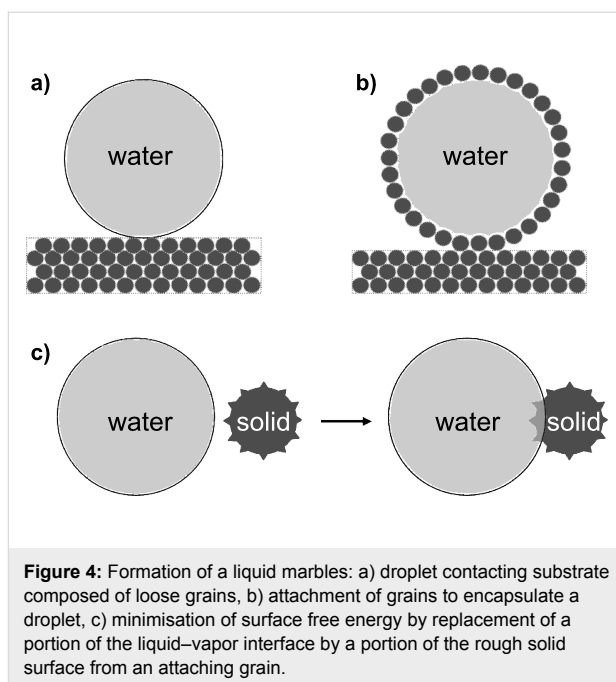 a)
b)
water
water
c)
water
solid
water
solid
Figure 4: Formation of a liquid marbles: a) droplet contacting substrate
composed of loose grains, b) attachment of grains to encapsulate a
droplet, c) minimisation of surface free energy by replacement of a
portion of the liquid–vapor interface by a portion of the rough solid
surface from an attaching grain.